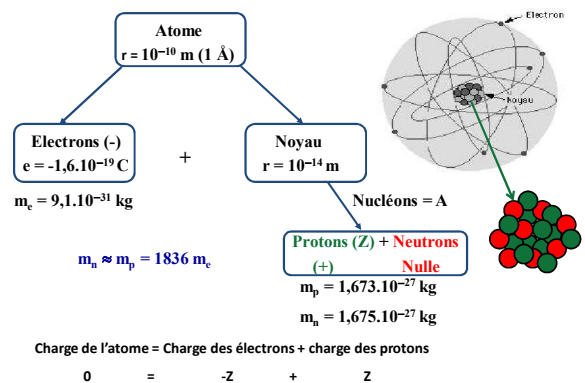 Atome
r = 10⁻¹⁰ m (1 Å)
Electron
Noyau
Electrons (-)
e = -1,6.10⁻¹⁹ C
+
Noyau
r = 10⁻¹⁴ m
mₑ = 9,1.10⁻³¹ kg
Nucléons = A
Protons (Z) + Neutrons
(+) Nulle
mₙ ≈ mₚ = 1836 mₑ
mₚ = 1,673.10⁻²⁷ kg
mₙ = 1,675.10⁻²⁷ kg
Charge de l’atome = Charge des électrons + charge des protons
0 = -Z + Z